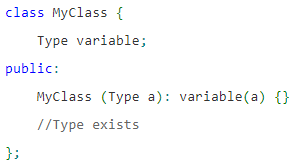 class MyClass {
    Type variable;
public:
    MyClass (Type a): variable(a) {}
    //Type exists
};